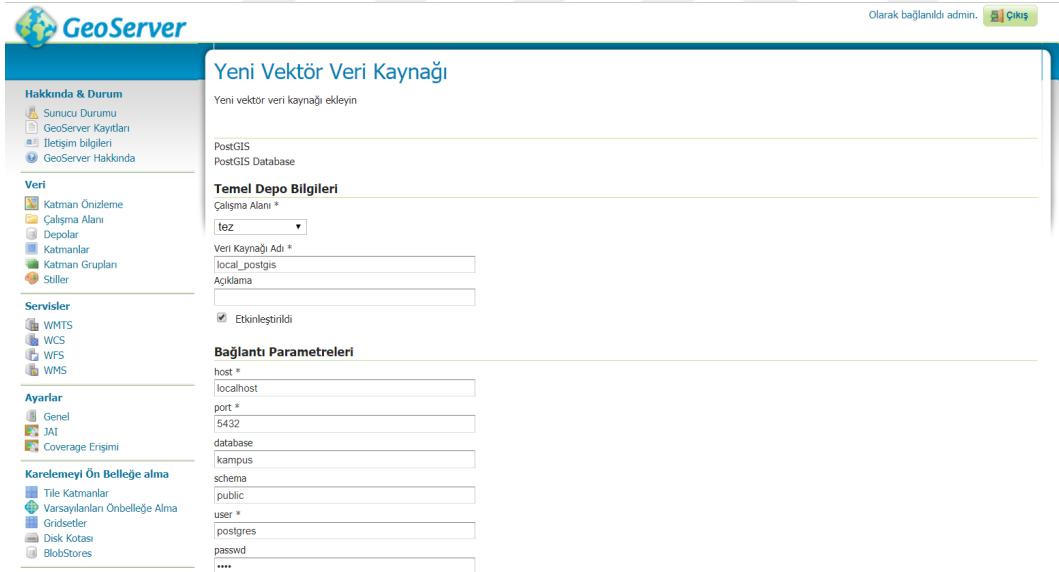 GeoServer
Olarak bağlanıldı admin.
Çıkış
Hakkında & Durum
Sunucu Durumu
GeoServer Kayıtları
İletişim bilgileri
GeoServer Hakkında
Veri
Katman Önizleme
Çalışma Alanı
Depolar
Katmanlar
Katman Grupları
Stiller
Servisler
WMTS
WCS
WFS
WMS
Ayarlar
Genel
JAI
Coverage Erişimi
Karelemeyi Ön Belleğe alma
Tile Katmanlar
Varsayılanları Önbelleğe Alma
Gridsetler
Disk Kotası
BlobStores
Yeni Vektör Veri Kaynağı
Yeni vektör veri kaynağı ekleyin
PostGIS
PostGIS Database
Temel Depo Bilgileri
Çalışma Alanı *
tez
Veri Kaynağı Adı *
local_postgis
Açıklama
Etkinleştirildi
Bağlantı Parametreleri
host *
localhost
port *
5432
database
kampus
schema
public
user *
postgres
passwd
••••